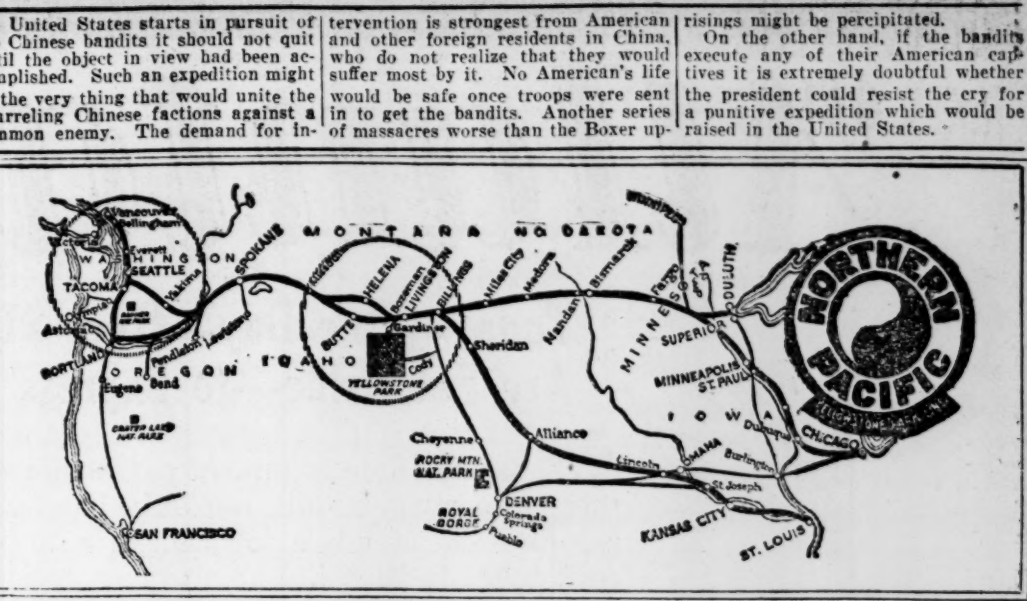 United States starts in pursuit of
Chinese bandits it should not quit
til the object in view had been ac-
mplished. Such an expedition might
the very thing that would unite the
urreling Chinese factions against a
mmon enemy. The demand for in-
tervention is strongest from American
and other foreign residents in China,
who do not realize that they would
suffer most by it. No American's life
would be safe once troops were sent
in to get the bandits. Another series
of massacres worse than the Boxer up-
risings might be percipitated.
On the other hand, if the bandits
execute any of their American cap-
tives it is extremely doubtful whether
the president could resist the cry for
a punitive expedition which would be
raised in the United States.
Vancouver
Bellingham
Victoria
Everett
WASHINGTON
SEATTLE
TACOMA
Yakima
Astoria
PORTLAND
Pendleton
Lewiston
SPOKANE
OREGON
Eugene
Bend
CRATER LAKE
NAT. PARK
SAN FRANCISCO
MONTANA
NO. DAKOTA
IDAHO
HELENA
BUTTE
Bozeman
LIVINGSTON
BILLINGS
Gardiner
Cody
YELLOWSTONE
PARK
Sheridan
Miles City
Medora
Mandan
Bismarck
Fargo
WINNIPEG
MINNES
DULUTH
SUPERIOR
MINNEAPOLIS
ST. PAUL
IOWA
Dubuque
CHICAGO
Cheyenne
Alliance
ROCKY MTN.
NAT. PARK
DENVER
ROYAL
GORGE
Colorado
Springs
Pueblo
Lincoln
OMAHA
Burlington
St Joseph
KANSAS CITY
ST. LOUIS
NORTHERN
PACIFIC
YELLOWSTONE PARK LINE